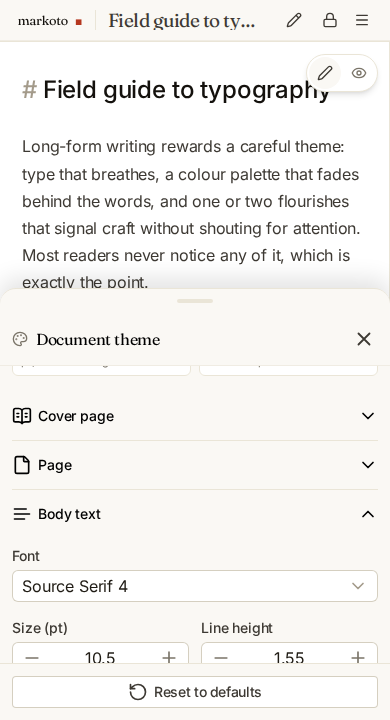 markoto
Field guide to ty...
# Field guide to typography
Long-form writing rewards a careful theme:
type that breathes, a colour palette that fades
behind the words, and one or two flourishes
that signal craft without shouting for attention.
Most readers never notice any of it, which is
exactly the point.
Document theme
Cover page
Page
Body text
Font
Source Serif 4
Size (pt)
Line height
10.5
1.55
Reset to defaults